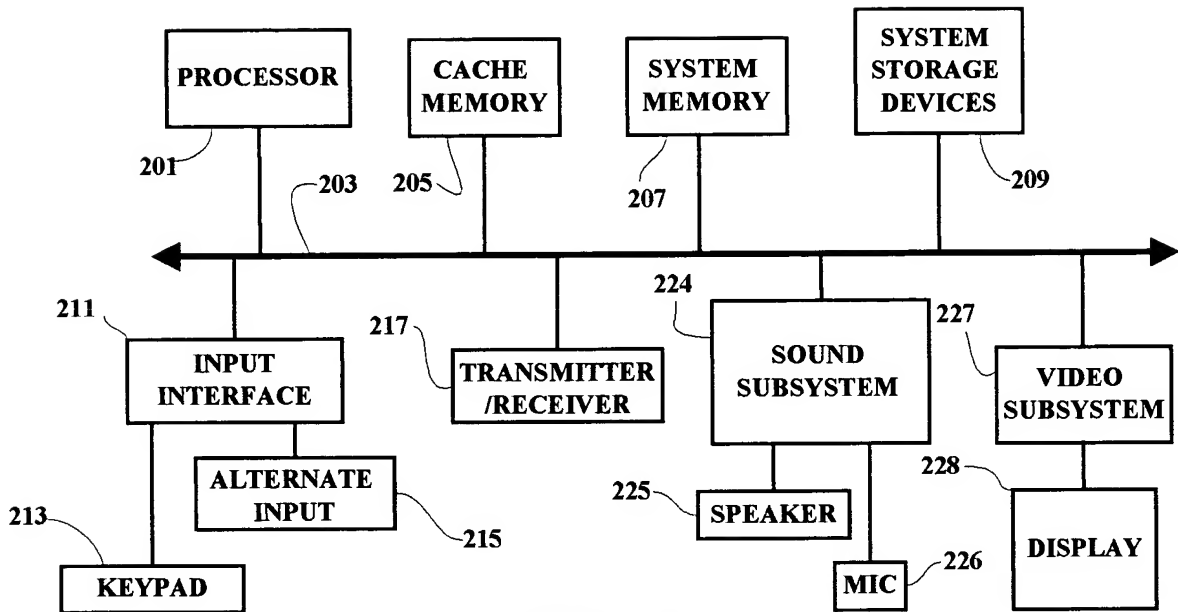 PROCESSOR
CACHE
MEMORY
SYSTEM
MEMORY
SYSTEM
STORAGE
DEVICES
201
203
205
207
209
211
INPUT
INTERFACE
217
TRANSMITTER
/RECEIVER
224
SOUND
SUBSYSTEM
227
VIDEO
SUBSYSTEM
213
KEYPAD
ALTERNATE
INPUT
215
225
SPEAKER
MIC
226
228
DISPLAY